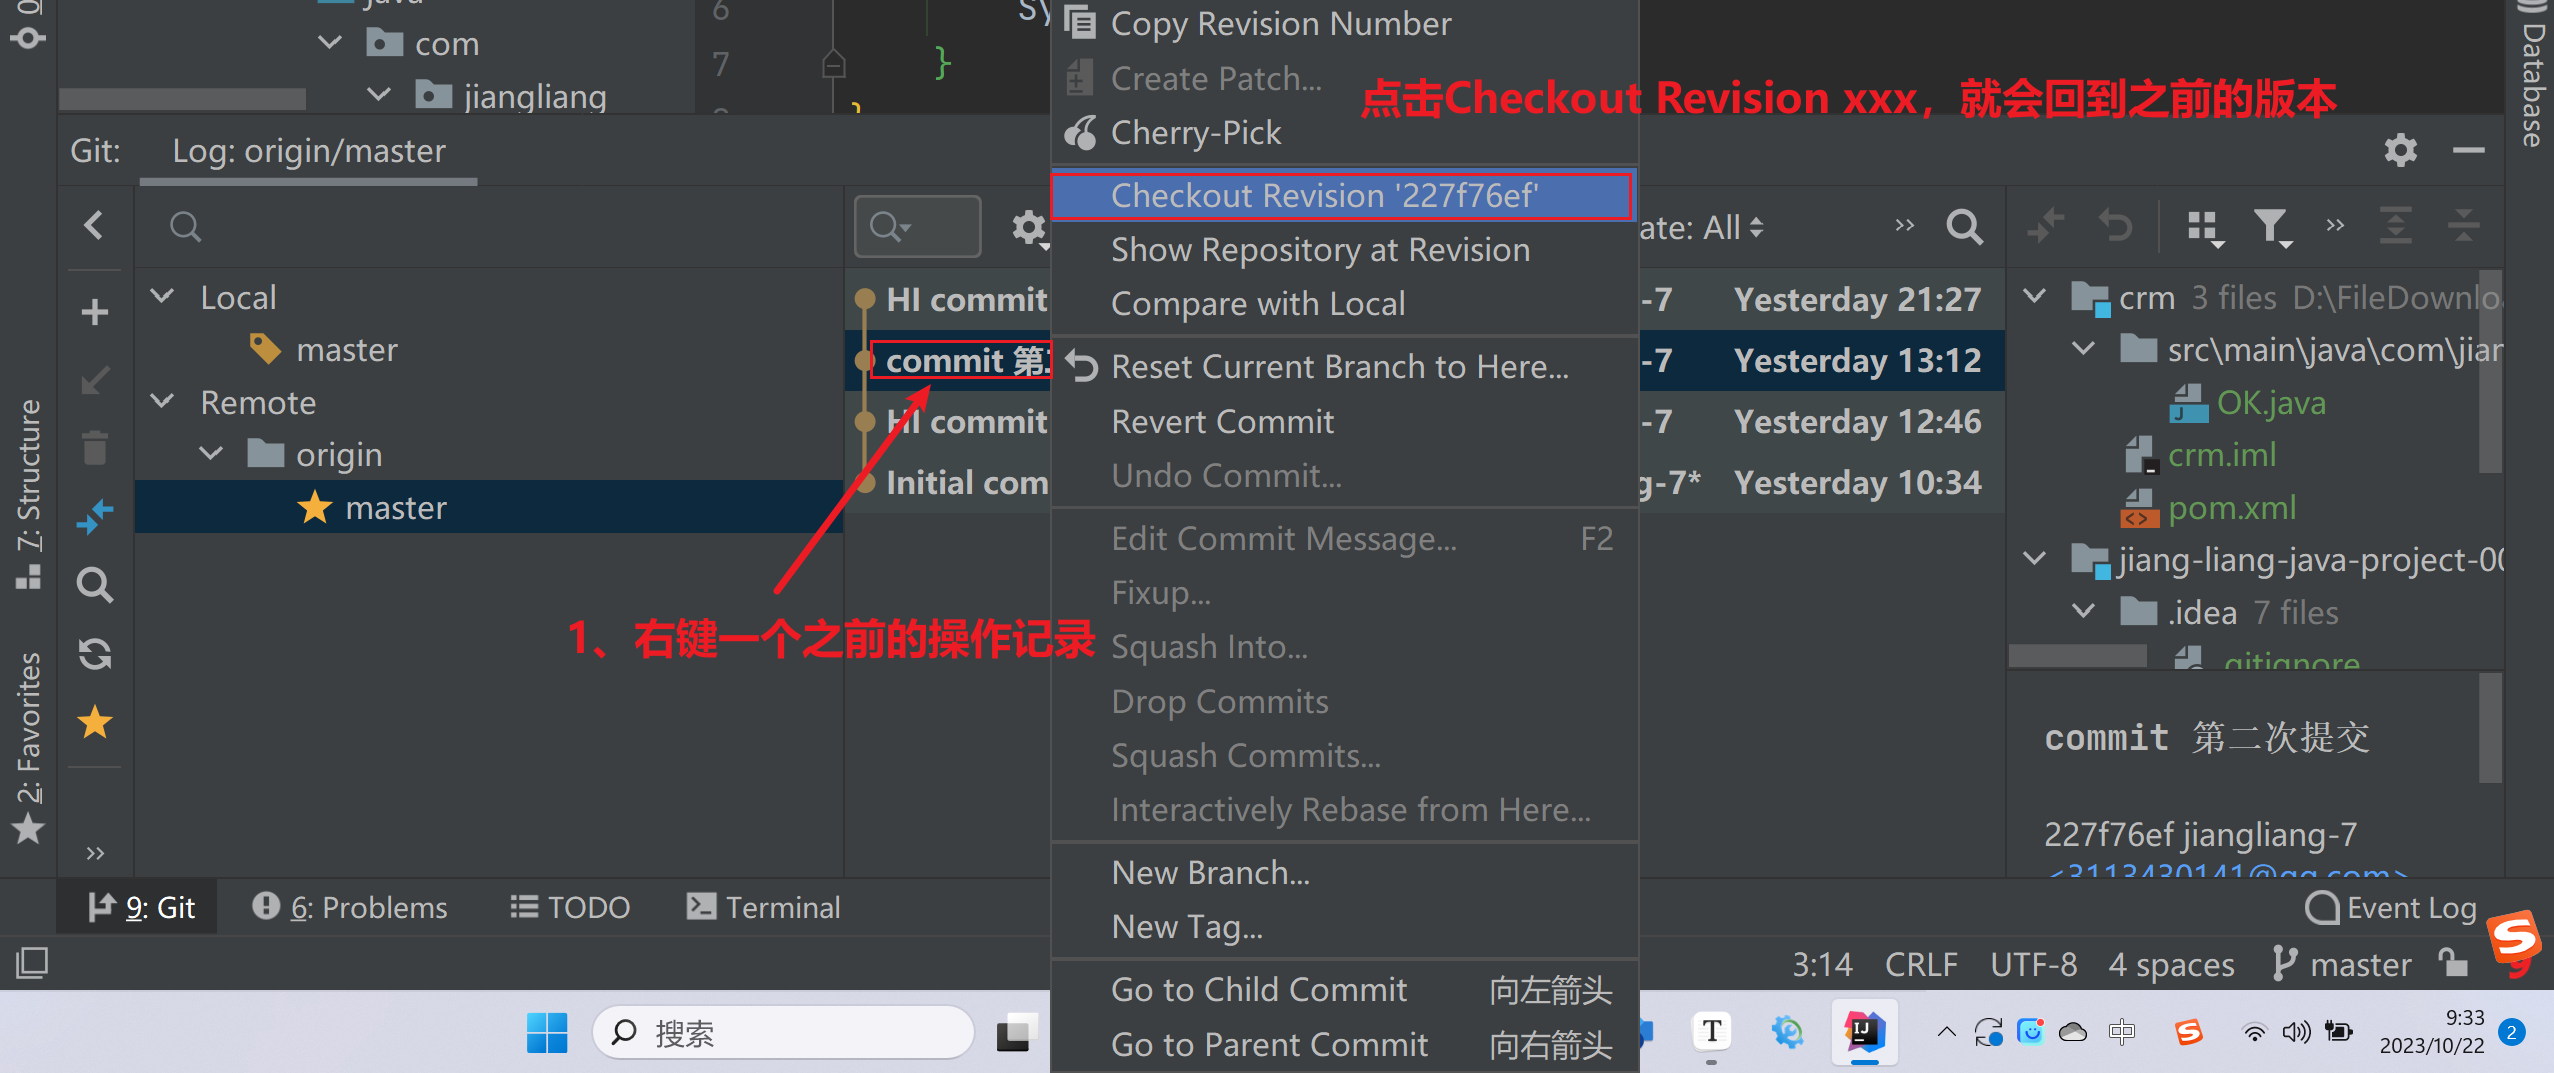 java
com
jiangliang
6
7
}
Copy Revision Number
Create Patch...
Cherry-Pick
点击Checkout Revision xxx，就会回到之前的版本
Database
Git:
Log: origin/master
Checkout Revision '227f76ef'
Show Repository at Revision
Compare with Local
Reset Current Branch to Here...
Revert Commit
Undo Commit...
Edit Commit Message... F2
Fixup...
Squash Into...
Drop Commits
Squash Commits...
Interactively Rebase from Here...
New Branch...
New Tag...
Go to Child Commit 向左箭头
Go to Parent Commit 向右箭头
Local
master
Remote
origin
master
HI commit
commit 第
HI commit
Initial com
1、右键一个之前的操作记录
ate: All
-7 Yesterday 21:27
-7 Yesterday 13:12
-7 Yesterday 12:46
g-7* Yesterday 10:34
crm 3 files D:\FileDownlo
src\main\java\com\jian
OK.java
crm.iml
pom.xml
jiang-liang-java-project-00
.idea 7 files
.gitignore
commit 第二次提交
227f76ef jiangliang-7
<3113430141@qq.com>
7: Structure
2: Favorites
9: Git
6: Problems
TODO
Terminal
Event Log
3:14 CRLF UTF-8 4 spaces master
搜索
T
IJ
中
S
9:33
2023/10/22
2